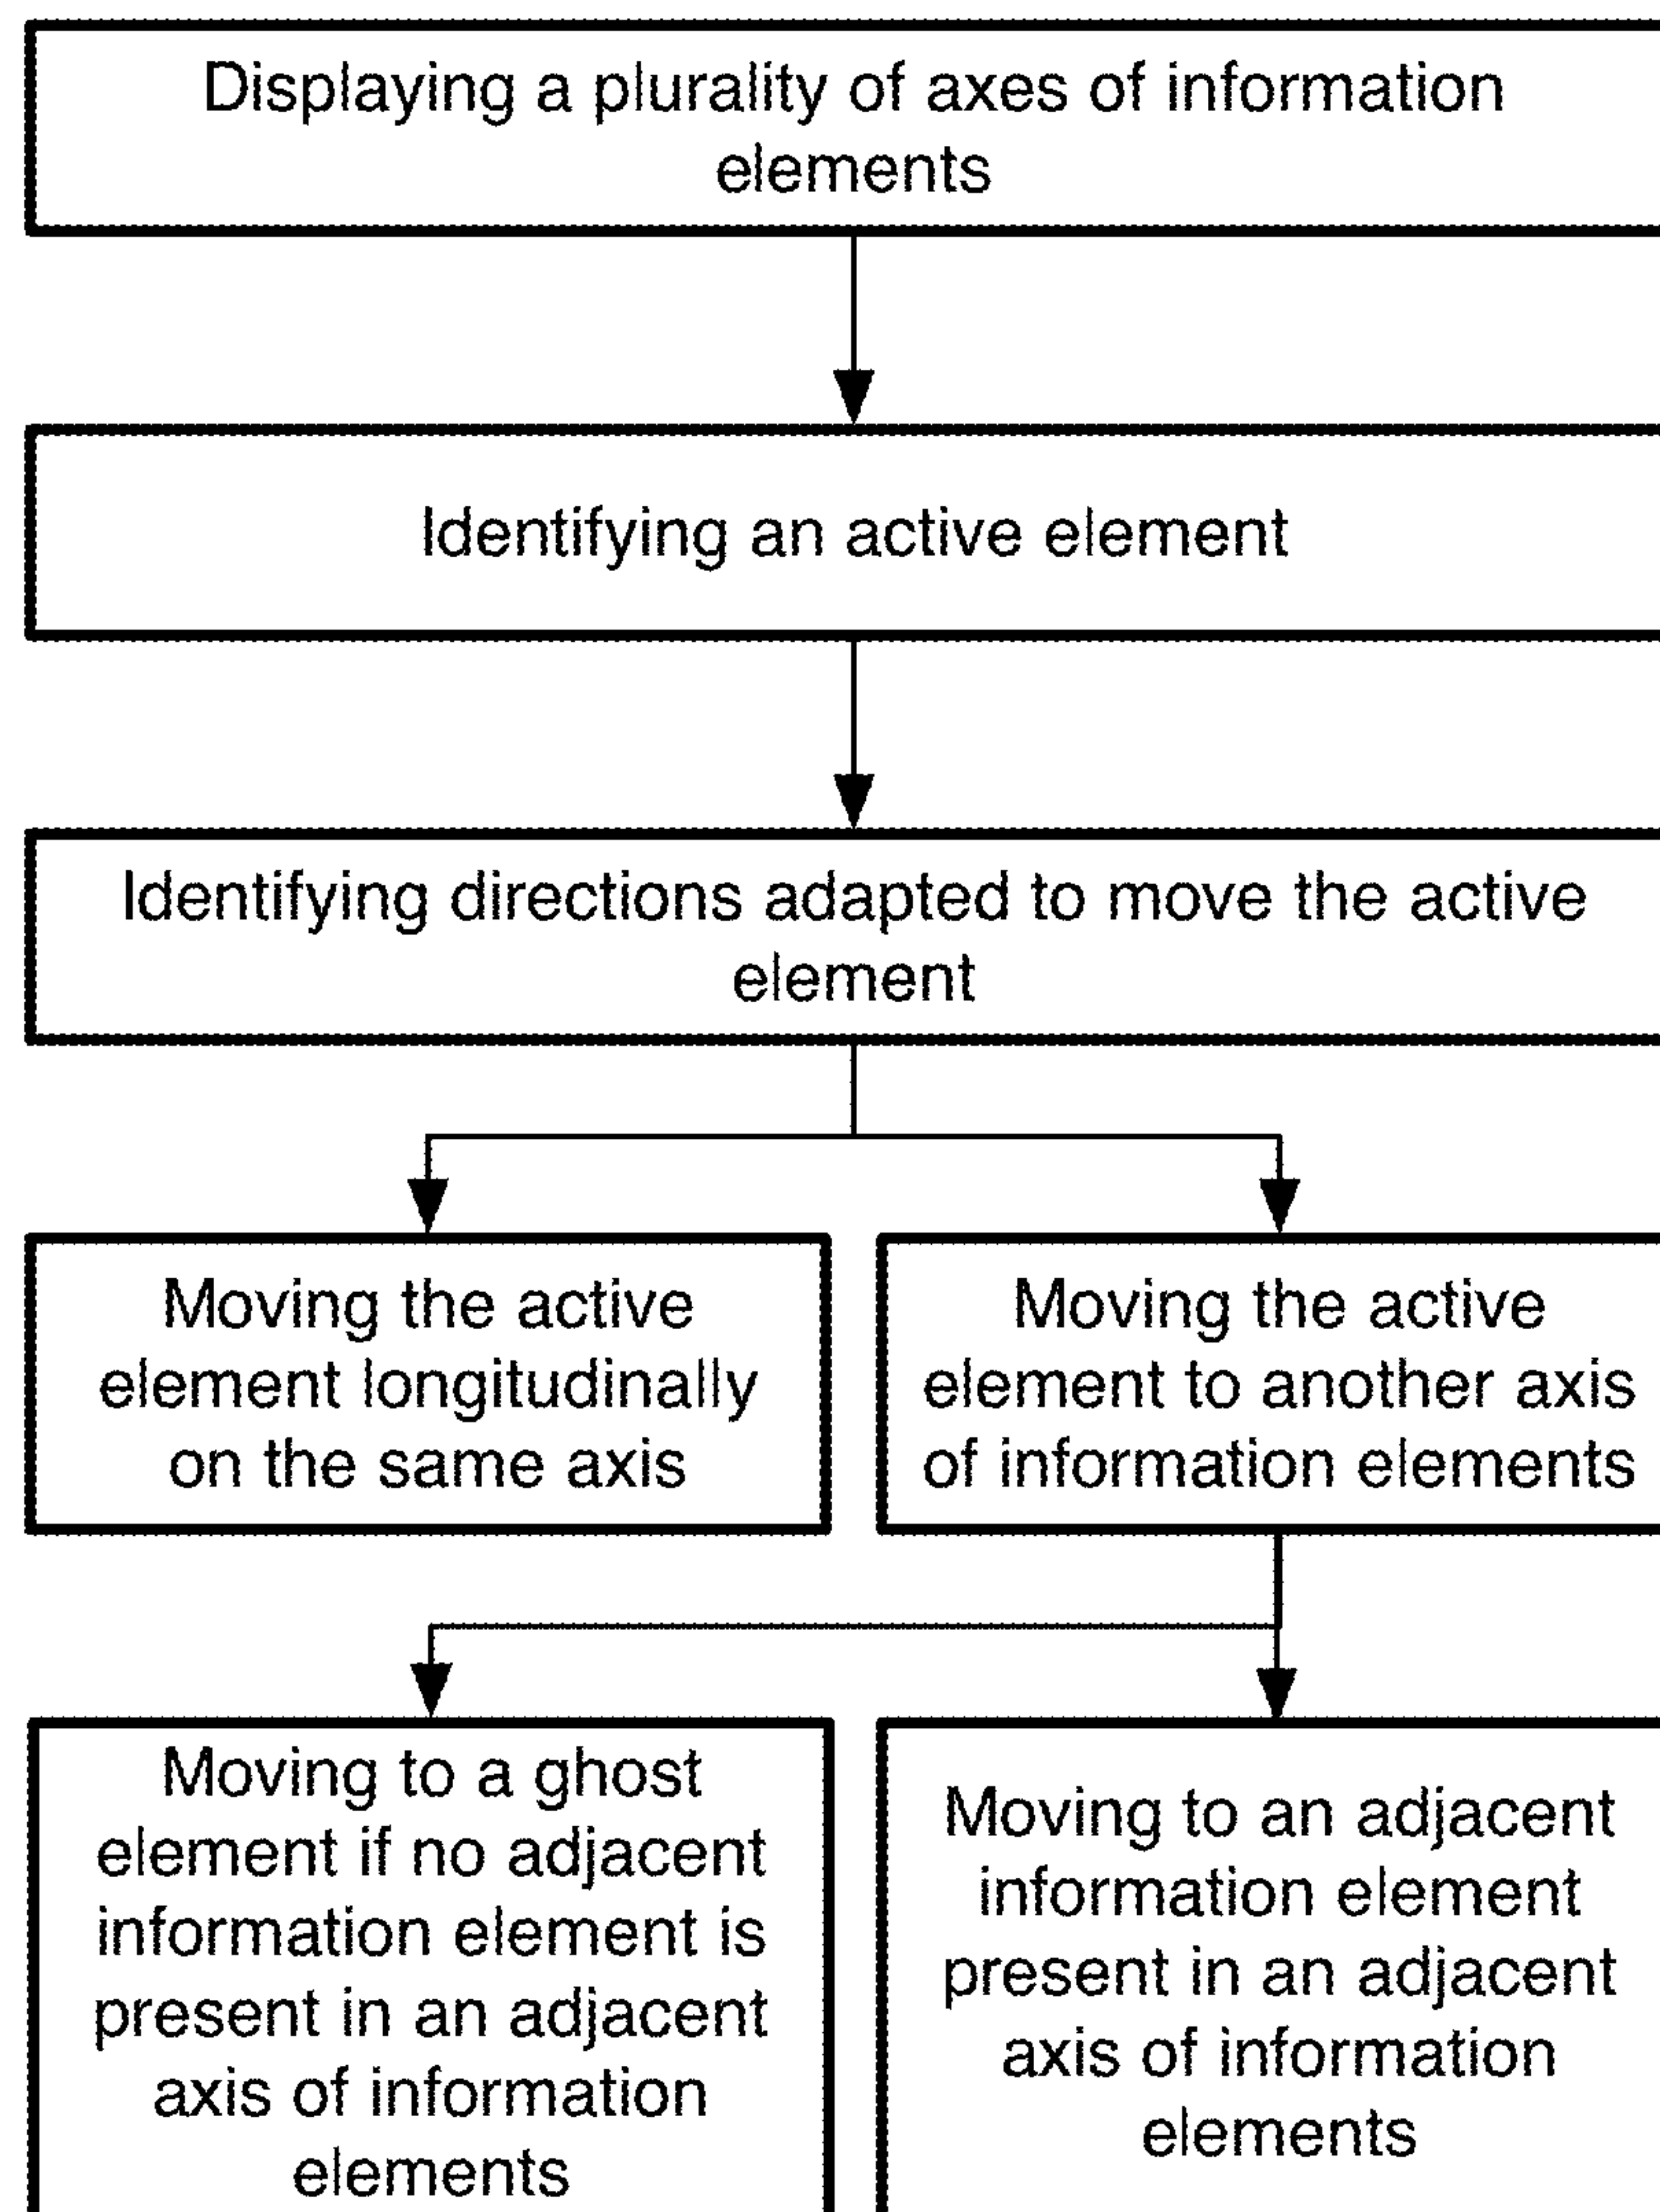 Displaying a plurality of axes of information
elements
Identifying an active element
Identifying directions adapted to move the active
element
Moving the active
element longitudinally
on the same axis
Moving the active
element to another axis
of information elements
Moving to a ghost
element if no adjacent
information element is
present in an adjacent
axis of information
elements
Moving to an adjacent
information element
present in an adjacent
axis of information
elements